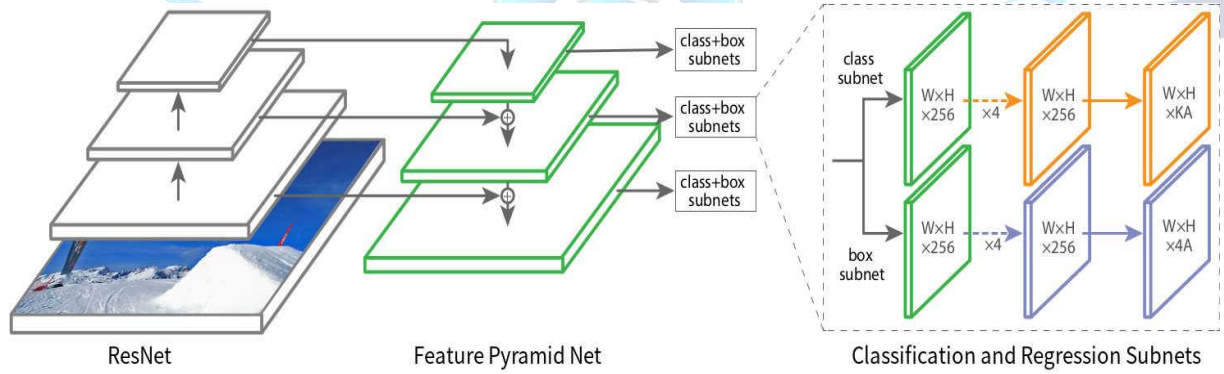 class+box
subnets
class+box
subnets
class+box
subnets
class
subnet
box
subnet
W×H
×256
×4
W×H
×256
W×H
×KA
W×H
×256
×4
W×H
×256
W×H
×4A
ResNet
Feature Pyramid Net
Classification and Regression Subnets